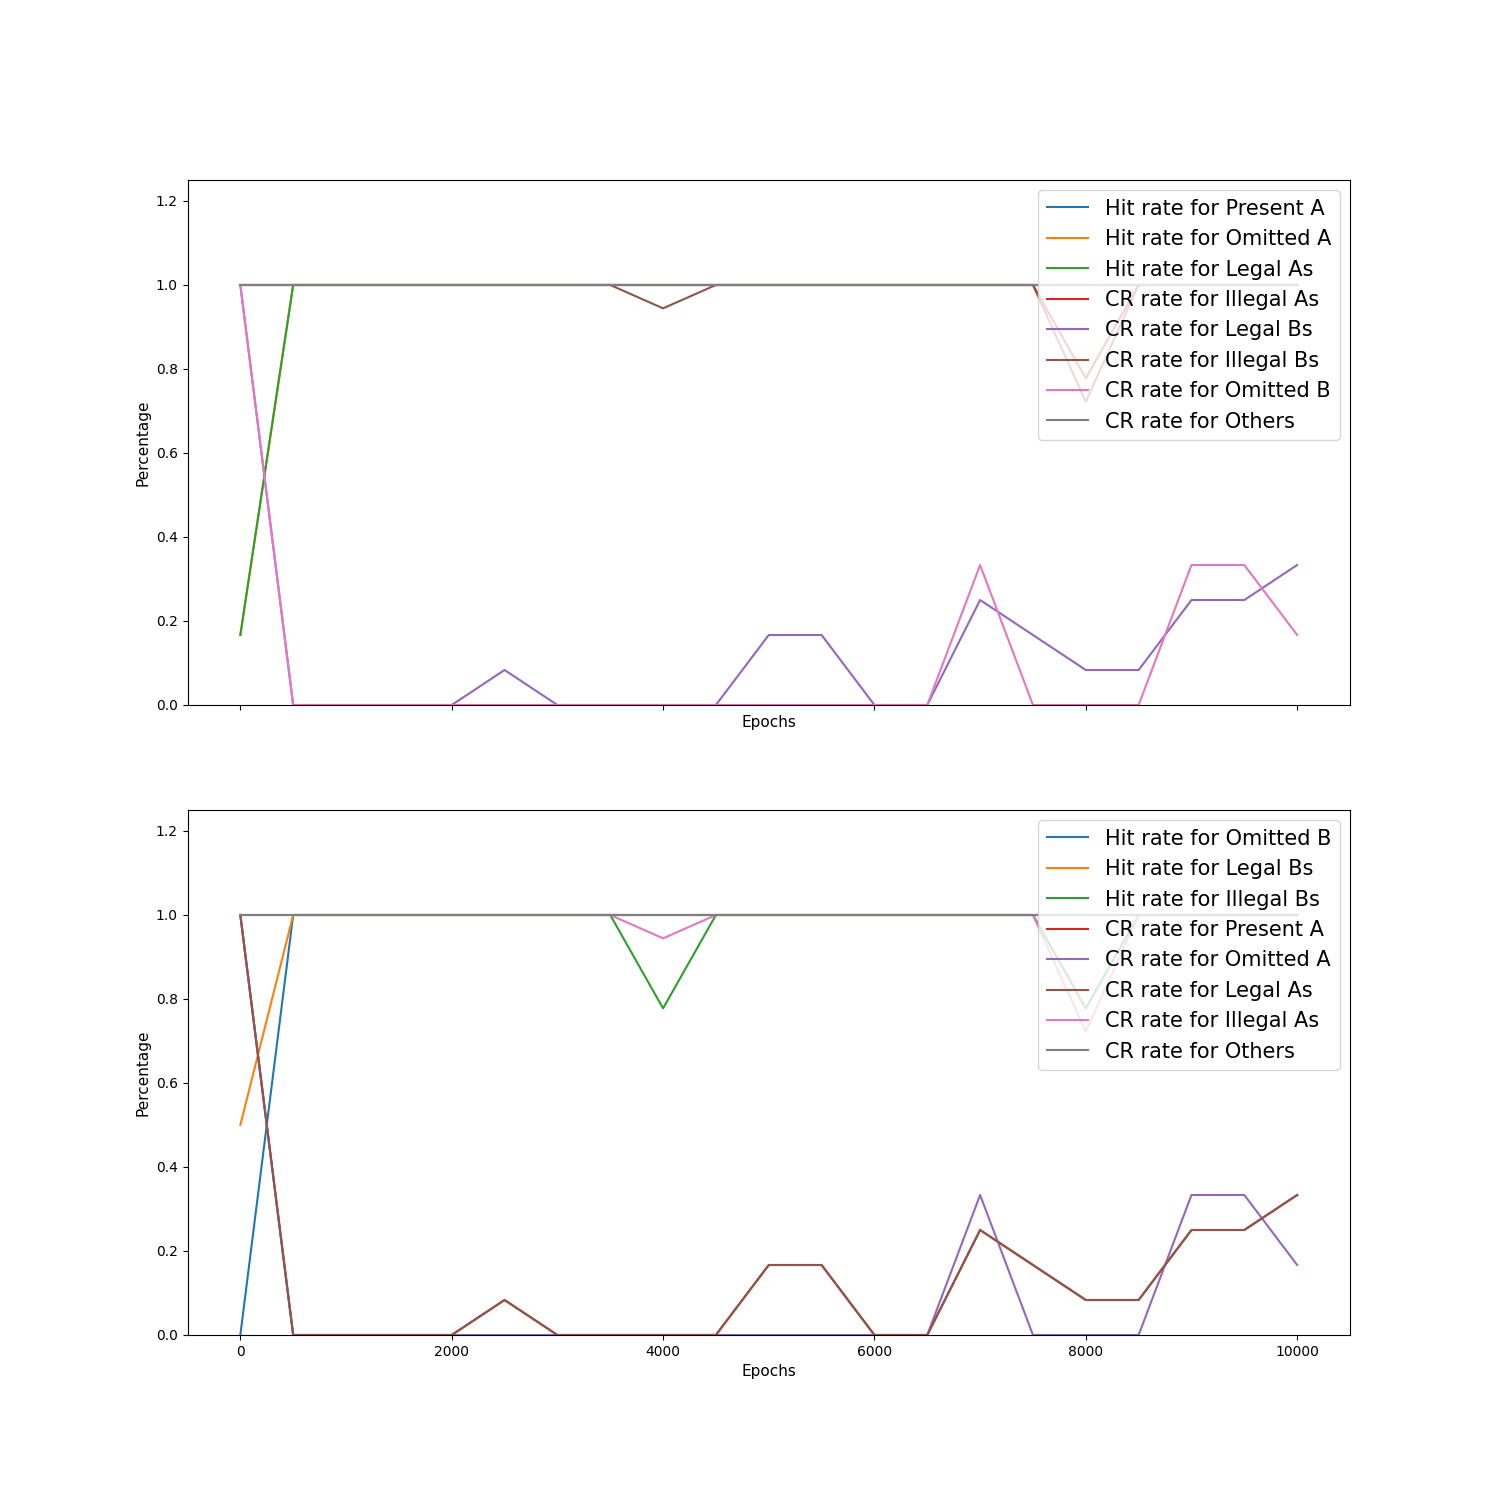 1.2
1.0
0.8
0.6
0.4
0.2
0.0
Percentage
Hit rate for Present A
Hit rate for Omitted A
Hit rate for Legal As
CR rate for Illegal As
CR rate for Legal Bs
CR rate for Illegal Bs
CR rate for Omitted B
CR rate for Others
Epochs
1.2
1.0
0.8
0.6
0.4
0.2
0.0
Percentage
Hit rate for Omitted B
Hit rate for Legal Bs
Hit rate for Illegal Bs
CR rate for Present A
CR rate for Omitted A
CR rate for Legal As
CR rate for Illegal As
CR rate for Others
0 2000 4000 6000 8000 10000
Epochs